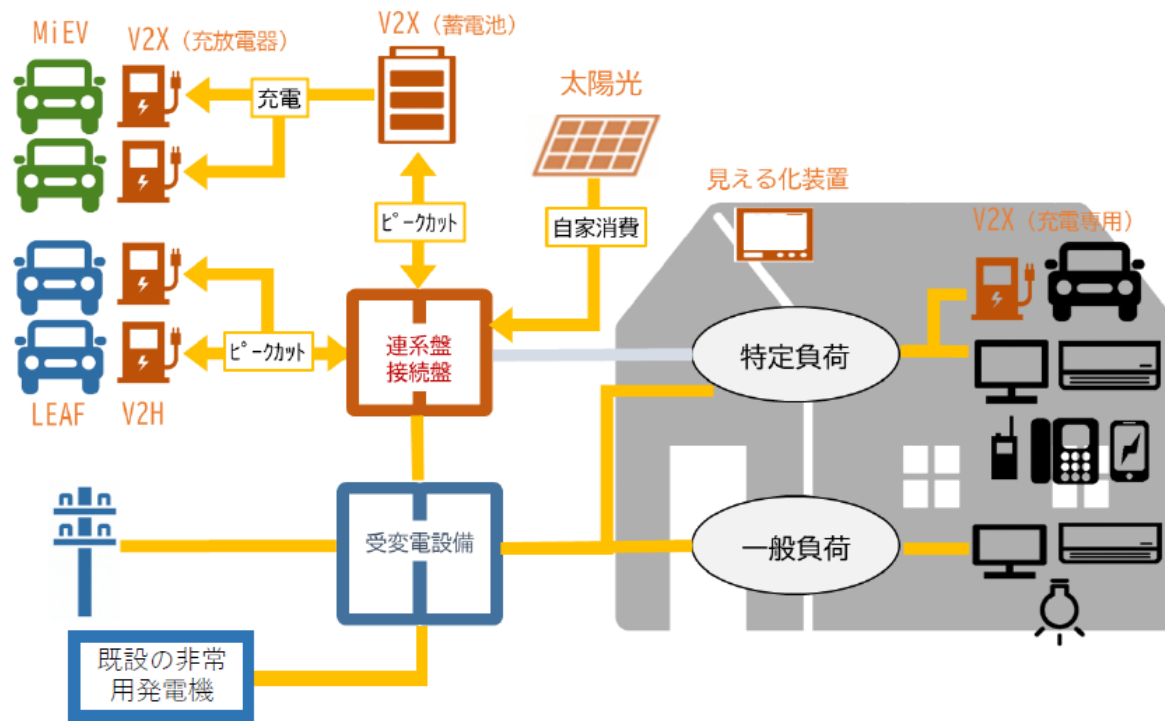 MiEV
V2X（充放電器）
V2X（蓄電池）
充電
太陽光
ﾋﾟｰｸｶｯﾄ
自家消費
見える化装置
V2X（充電専用）
ﾋﾟｰｸｶｯﾄ
連系盤
接続盤
特定負荷
LEAF
V2H
受変電設備
一般負荷
既設の非常
用発電機